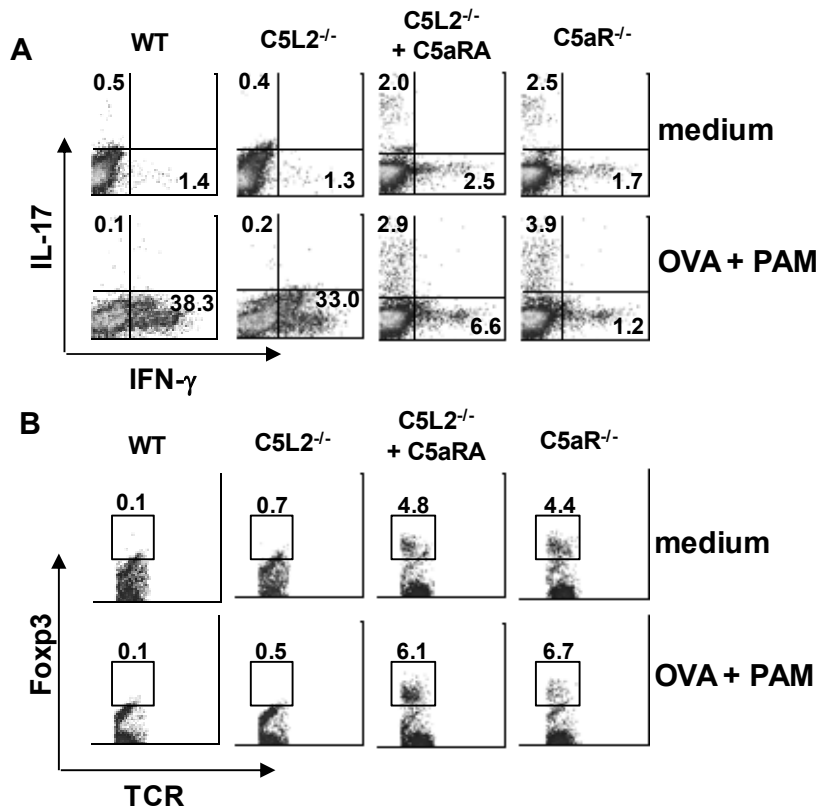 A
WT
C5L2-/-
C5L2-/-
+ C5aRA
C5aR-/-
0.5
0.4
2.0
2.5
medium
1.4
1.3
2.5
1.7
0.1
0.2
2.9
3.9
OVA + PAM
38.3
33.0
6.6
1.2
IL-17
IFN-γ
B
WT
C5L2-/-
C5L2-/-
+ C5aRA
C5aR-/-
0.1
0.7
4.8
4.4
medium
0.1
0.5
6.1
6.7
OVA + PAM
Foxp3
TCR